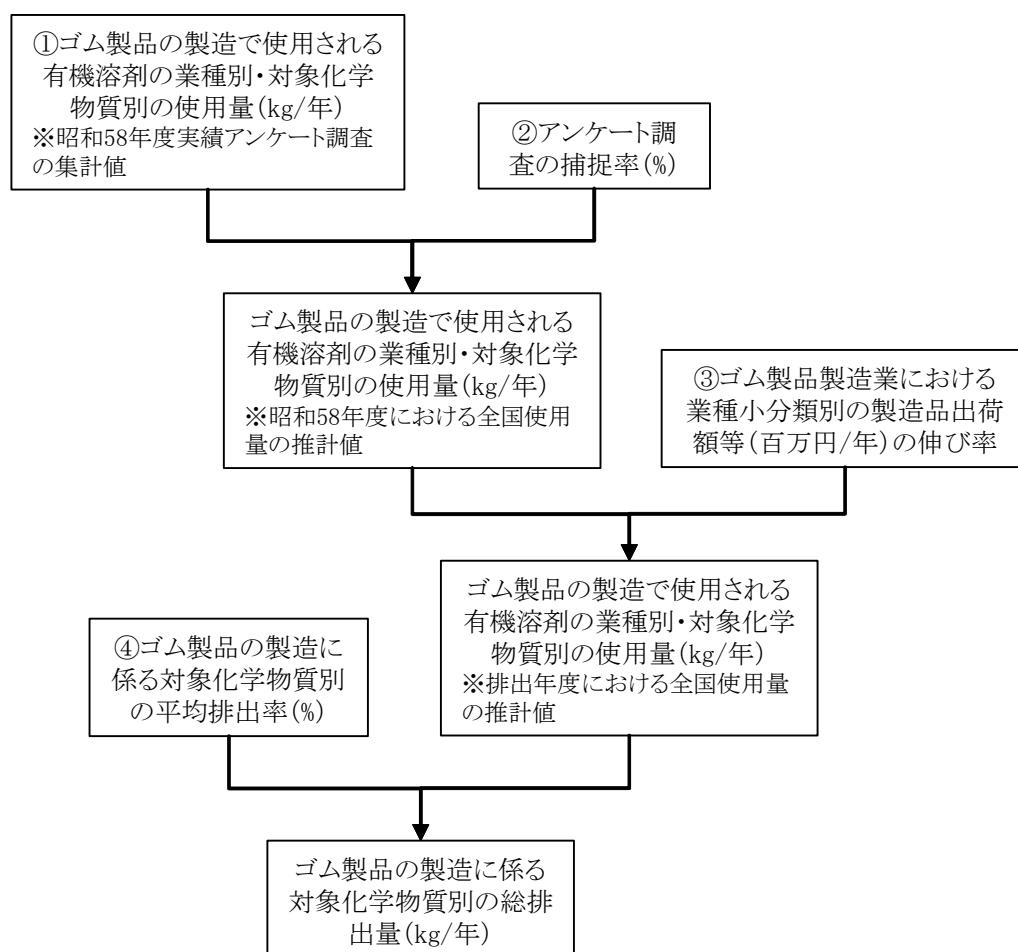 ①ゴム製品の製造で使用される
有機溶剤の業種別・対象化学
物質別の使用量(kg/年)
※昭和58年度実績アンケート調査
の集計値
②アンケート調
査の捕捉率(%)
ゴム製品の製造で使用される
有機溶剤の業種別・対象化学
物質別の使用量(kg/年)
※昭和58年度における全国使用
量の推計値
③ゴム製品製造業における
業種小分類別の製造品出荷
額等(百万円/年)の伸び率
ゴム製品の製造で使用される
有機溶剤の業種別・対象化学
物質別の使用量(kg/年)
※排出年度における全国使用量
の推計値
④ゴム製品の製造に
係る対象化学物質別
の平均排出率(%)
ゴム製品の製造に係る
対象化学物質別の総排
出量(kg/年)